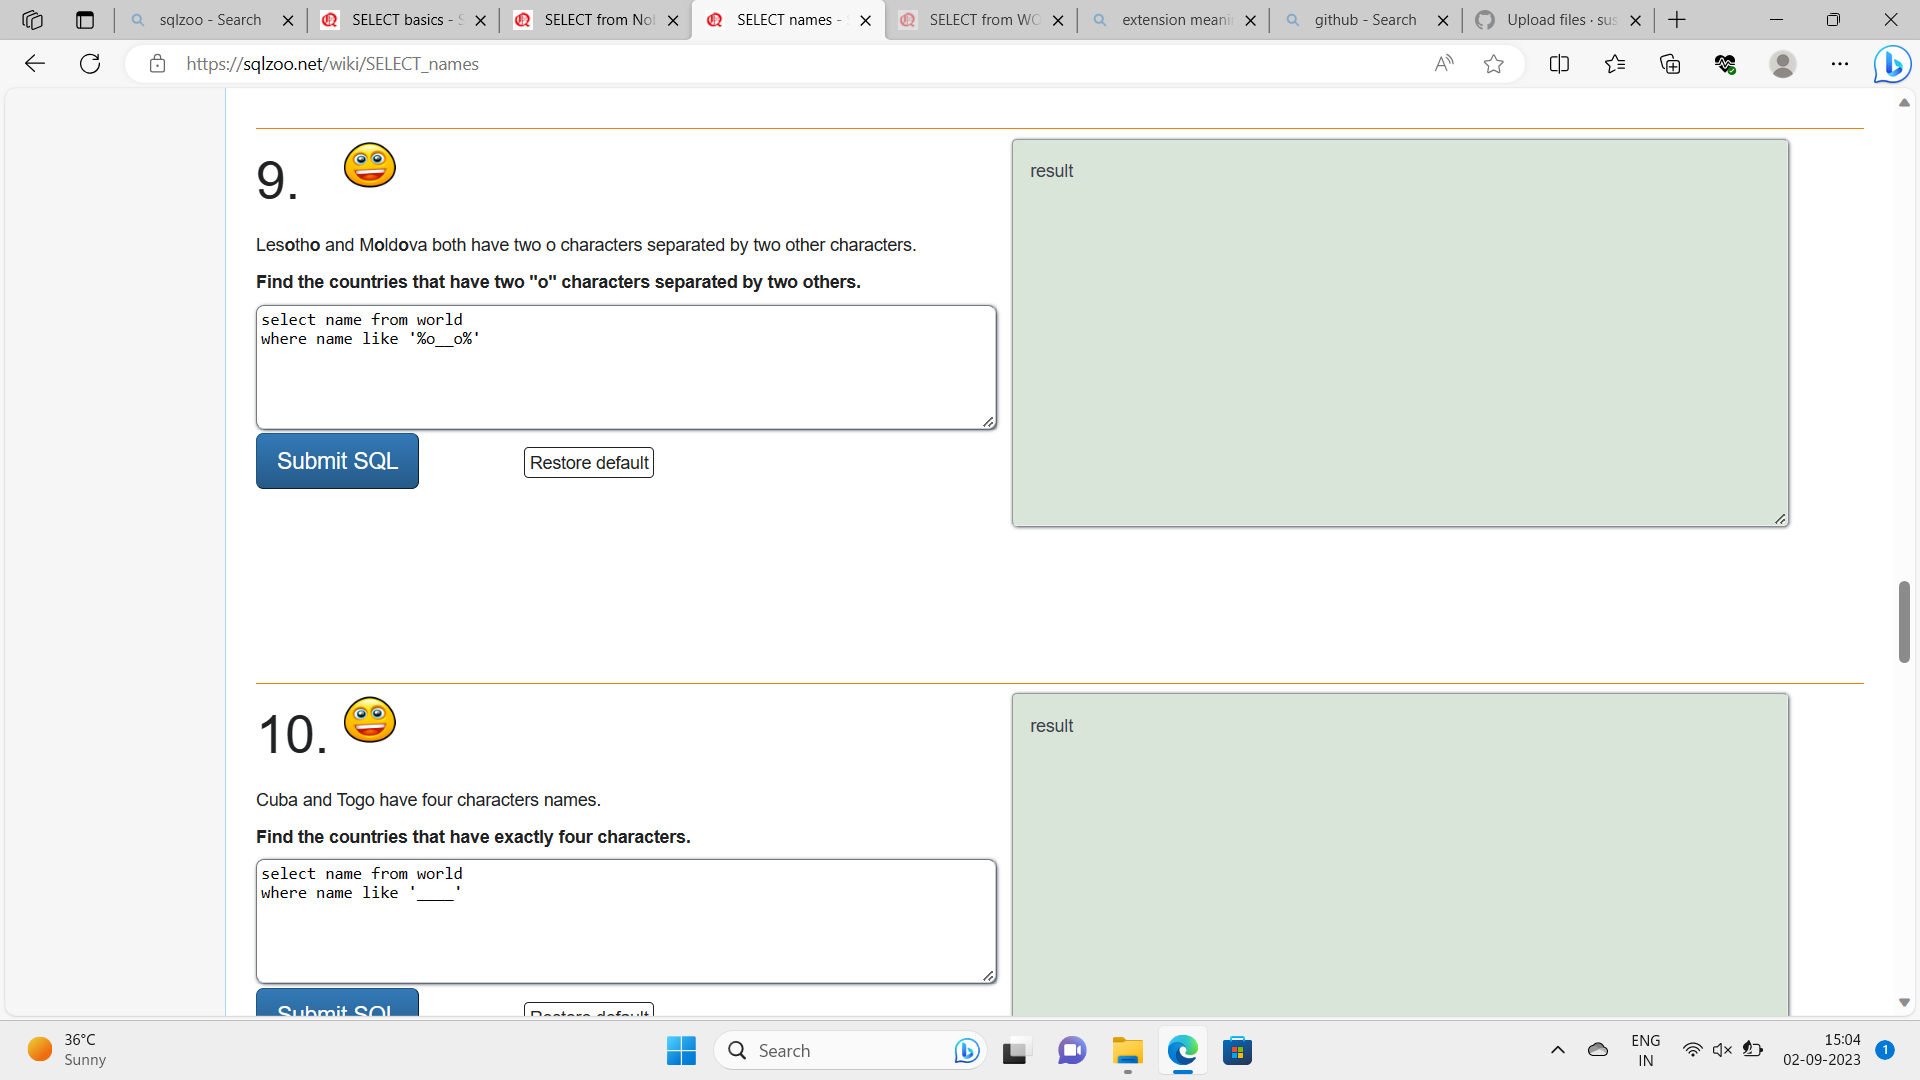 sqlzoo - Search
SELECT basics - S
SELECT from Nob
SELECT names - S
SELECT from WO
extension meani
github - Search
Upload files · sus
https://sqlzoo.net/wiki/SELECT_names
9.
result
Lesotho and Moldova both have two o characters separated by two other characters.
Find the countries that have two "o" characters separated by two others.
select name from world
where name like '%o__o%'
Submit SQL
Restore default
10.
result
Cuba and Togo have four characters names.
Find the countries that have exactly four characters.
select name from world
where name like '____'
Submit SQL
Restore default
36°C
Sunny
Search
ENG
IN
15:04
02-09-2023
1